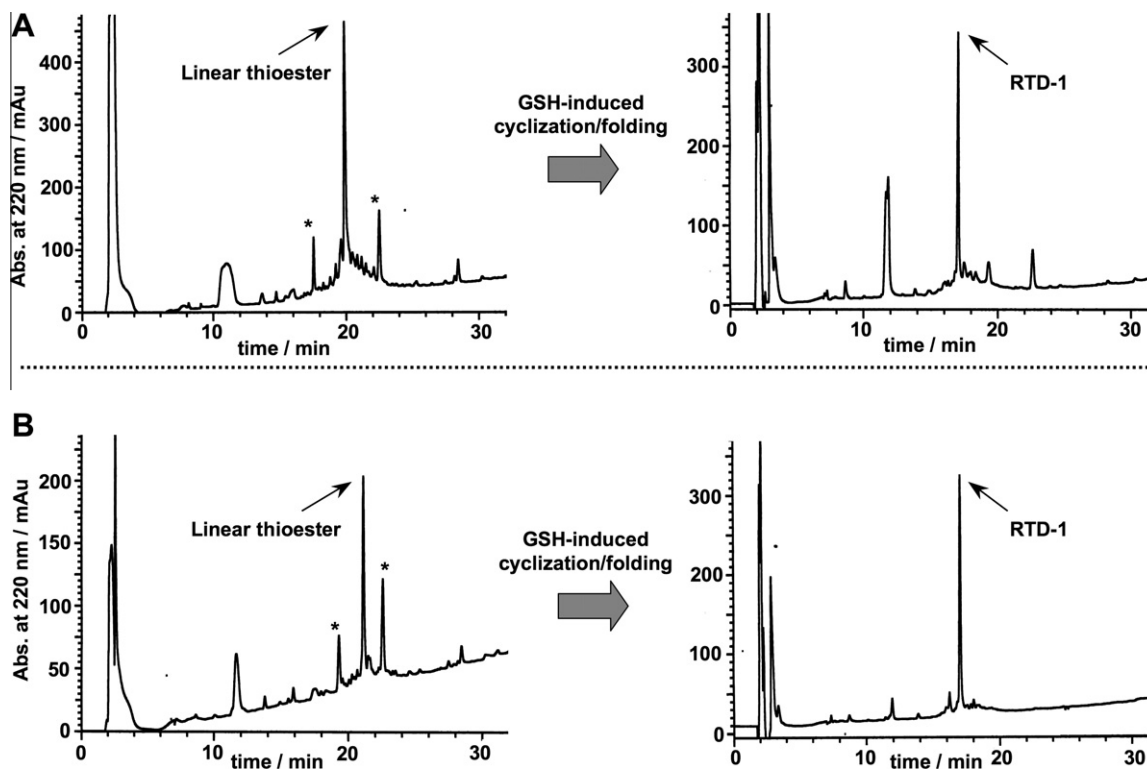 A
Abs. at 220 nm / mAu
400
300
200
100
0
Linear thioester
*
*
0
10
20
30
time / min
GSH-induced
cyclization/folding
300
200
100
0
RTD-1
0
10
20
30
time / min
B
Abs. at 220 nm / mAu
200
150
100
50
0
Linear thioester
*
*
0
10
20
30
time / min
GSH-induced
cyclization/folding
300
200
100
0
RTD-1
0
10
20
30
time / min